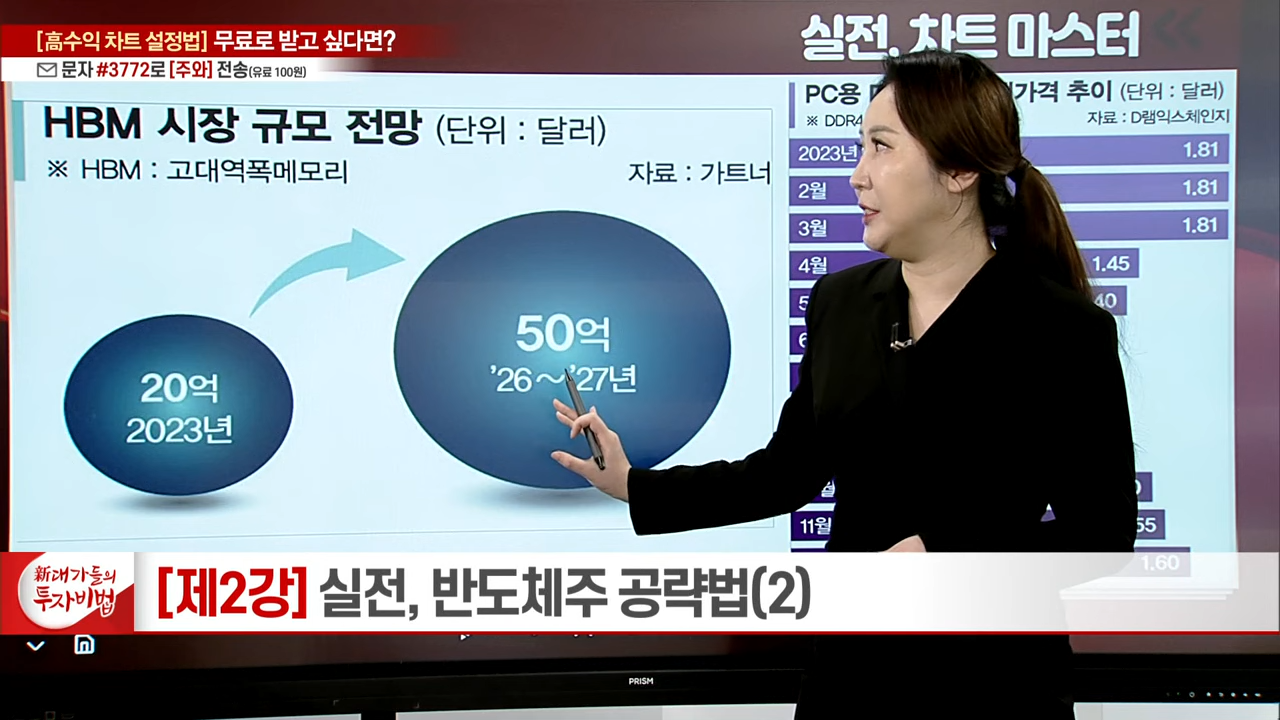 [高수익 차트 설정법] 무료로 받고 싶다면?
문자 #3772로 [주와] 전송(유료 100원)
실전, 차트 마스터
HBM 시장 규모 전망 (단위 : 달러)
※ HBM : 고대역폭메모리
자료 : 가트너
20억
2023년
50억
'26～'27년
PC용 가격 추이 (단위 : 달러)
※ DDR4
자료 : D램익스체인지
2023년 1.81
2월 1.81
3월 1.81
4월 1.45
40
11월 55
1.60
新대가들의
투자비법
[제2강] 실전, 반도체주 공략법(2)
PRISM